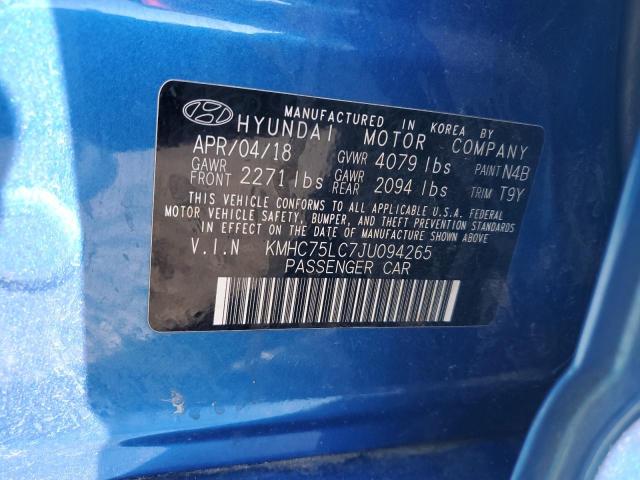 MANUFACTURED IN KOREA BY
HYUNDAI MOTOR COMPANY
APR/04/18 GVWR 4079 lbs PAINT N4B
GAWR FRONT 2271 lbs GAWR REAR 2094 lbs TRIM T9Y
THIS VEHICLE CONFORMS TO ALL APPLICABLE U.S.A. FEDERAL
MOTOR VEHICLE SAFETY, BUMPER, AND THEFT PREVENTION STANDARDS
IN EFFECT ON THE DATE OF MANUFACTURE SHOWN ABOVE.
V.I.N KMHC75LC7JU094265
PASSENGER CAR